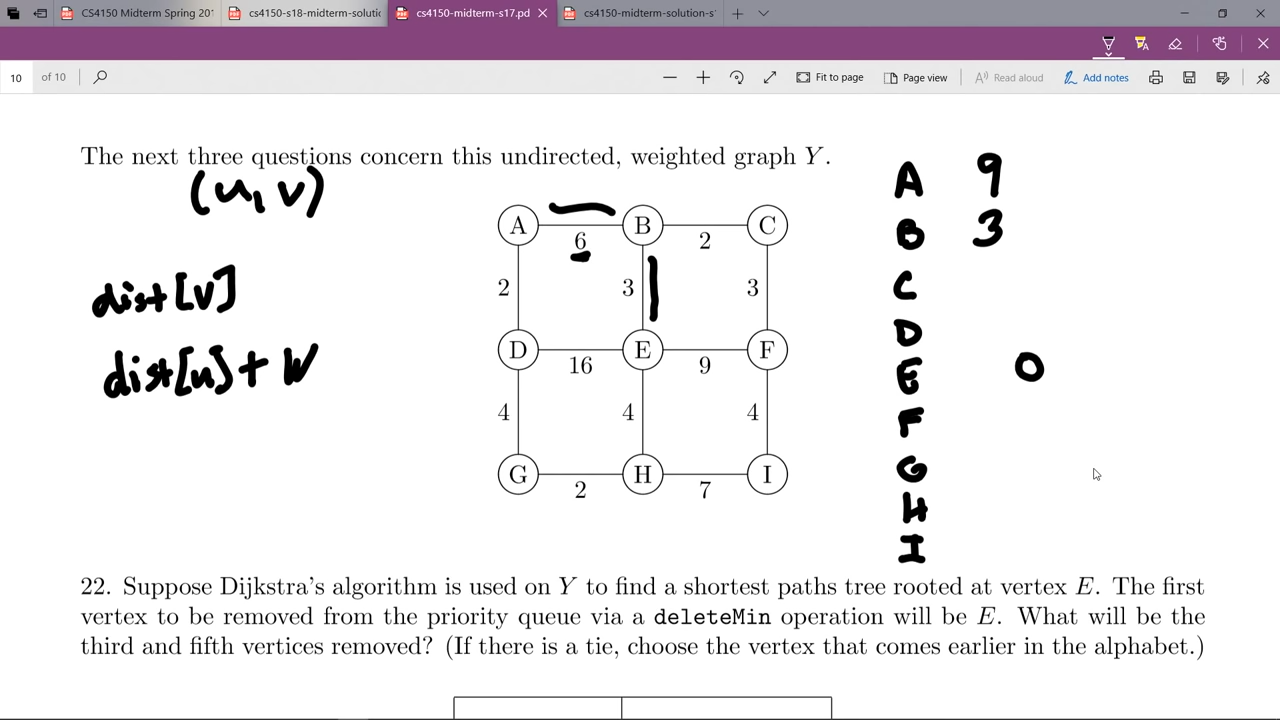 CS4150 Midterm Spring 201
cs4150-s18-midterm-soluti
cs4150-midterm-s17.pd
cs4150-midterm-solution-s
10 of 10
Fit to page
Page view
Read aloud
Add notes
The next three questions concern this undirected, weighted graph Y.
(u, v)
dist[v]
dist[u] + W
A 6 B 2 C
2 3 3
D 16 E 9 F
4 4 4
G 2 H 7 I
A 9
B 3
C
D
E 0
F
G
H
I
22. Suppose Dijkstra's algorithm is used on Y to find a shortest paths tree rooted at vertex E. The first
vertex to be removed from the priority queue via a deleteMin operation will be E. What will be the
third and fifth vertices removed? (If there is a tie, choose the vertex that comes earlier in the alphabet.)